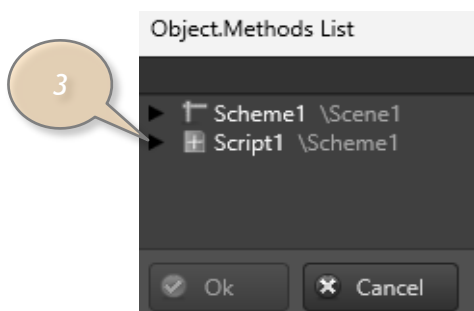 Object.Methods List
3
Scheme1 \Scene1
Script1 \Scheme1
Ok
Cancel